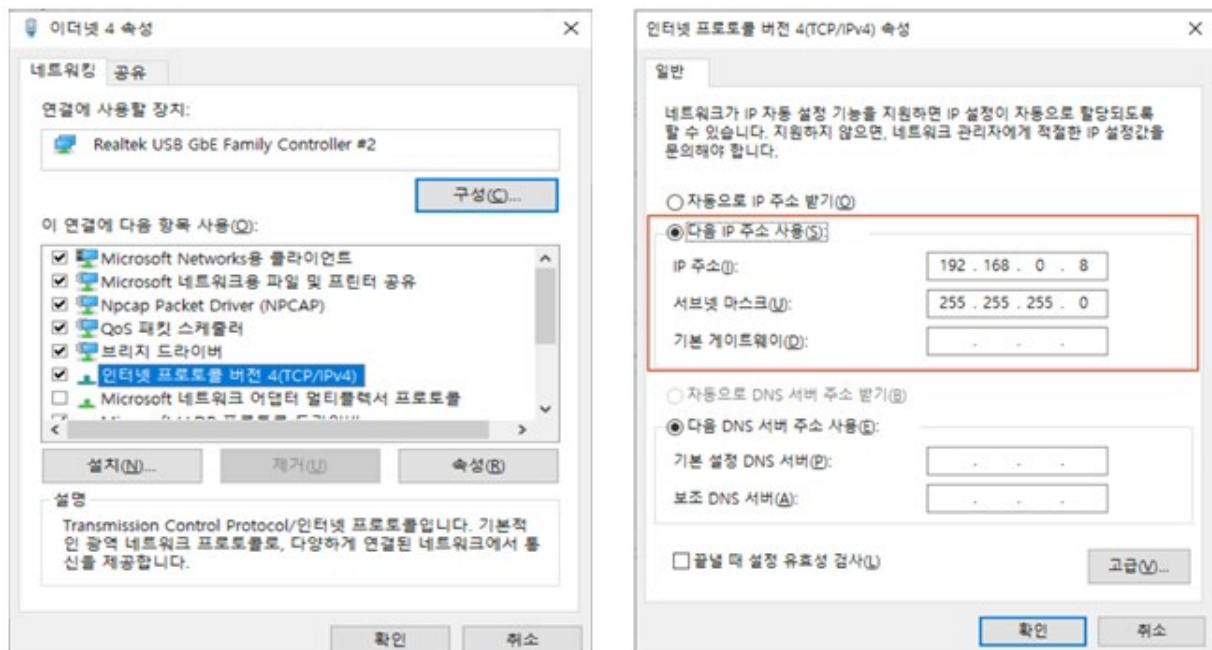 이더넷 4 속성
네트워킹
공유
연결에 사용할 장치:
Realtek USB GbE Family Controller #2
구성(C)...
이 연결에 다음 항목 사용(O):
Microsoft Networks용 클라이언트
Microsoft 네트워크용 파일 및 프린터 공유
Npcap Packet Driver (NPCAP)
QoS 패킷 스케줄러
브리지 드라이버
인터넷 프로토콜 버전 4(TCP/IPv4)
Microsoft 네트워크 어댑터 멀티플렉서 프로토콜
설치(N)...
제거(U)
속성(R)
설명
Transmission Control Protocol/인터넷 프로토콜입니다. 기본적
인 광역 네트워크 프로토콜로, 다양하게 연결된 네트워크에서 통
신을 제공합니다.
확인
취소
인터넷 프로토콜 버전 4(TCP/IPv4) 속성
일반
네트워크가 IP 자동 설정 기능을 지원하면 IP 설정이 자동으로 할당되도록
할 수 있습니다. 지원하지 않으면, 네트워크 관리자에게 적절한 IP 설정값을
문의해야 합니다.
자동으로 IP 주소 받기(O)
다음 IP 주소 사용(S):
IP 주소(I):
192 . 168 . 0 . 8
서브넷 마스크(U):
255 . 255 . 255 . 0
기본 게이트웨이(D):
. . .
자동으로 DNS 서버 주소 받기(B)
다음 DNS 서버 주소 사용(E):
기본 설정 DNS 서버(P):
. . .
보조 DNS 서버(A):
. . .
끝낼 때 설정 유효성 검사(L)
고급(V)...
확인
취소